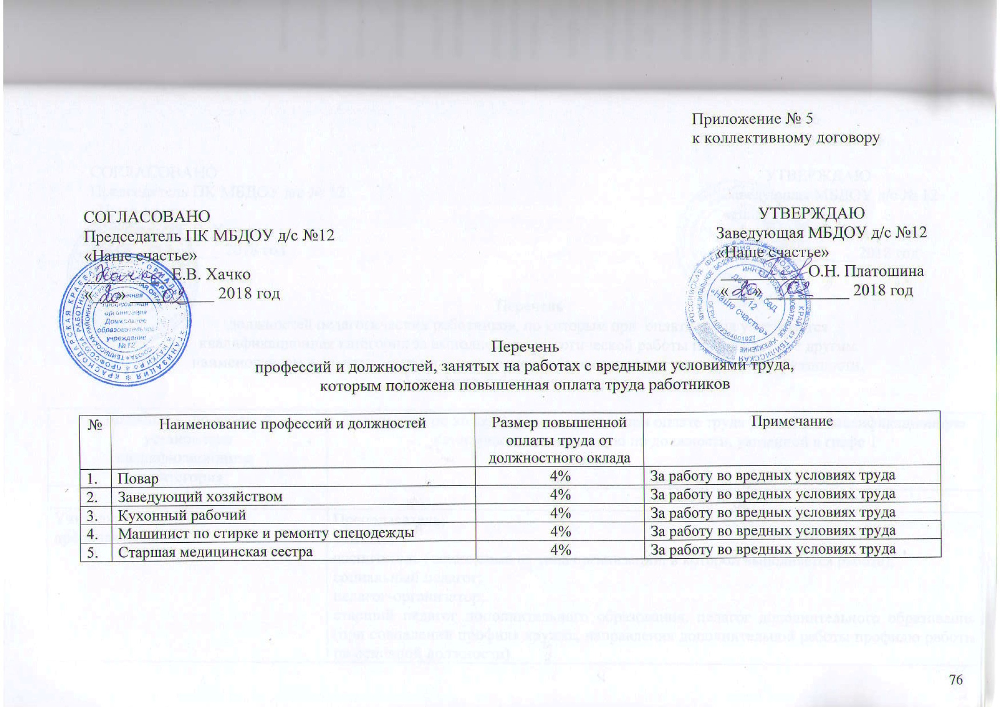 Приложение № 5
к коллективному договору
СОГЛАСОВАНО
Председатель ПК МБДОУ д/с №12
«Наше счастье»
Хачко Е.В. Хачко
«20» 02 2018 год
УТВЕРЖДАЮ
Заведующая МБДОУ д/с №12
«Наше счастье»
О.Н. Платошина
«20» 02 2018 год
Первичная
профсоюзная
организация
Дошкольное
образовательное
учреждение
№12
детский сад
№ 12
«Наше счастье»
ОГРН 1092364001927
Перечень
профессий и должностей, занятых на работах с вредными условиями труда,
которым положена повышенная оплата труда работников
№ Наименование профессий и должностей Размер повышенной оплаты труда от должностного оклада Примечание
1. Повар 4% За работу во вредных условиях труда
2. Заведующий хозяйством 4% За работу во вредных условиях труда
3. Кухонный рабочий 4% За работу во вредных условиях труда
4. Машинист по стирке и ремонту спецодежды 4% За работу во вредных условиях труда
5. Старшая медицинская сестра 4% За работу во вредных условиях труда
76